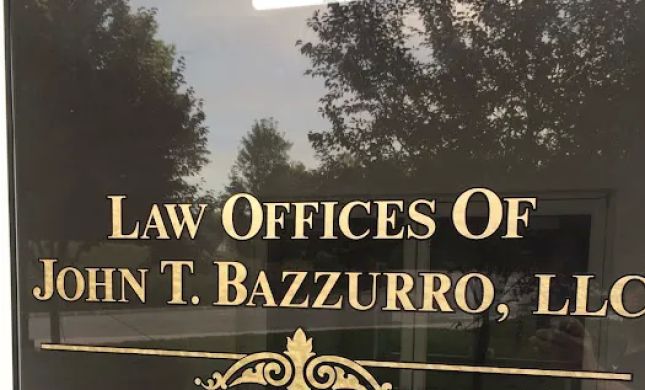 LAW OFFICES OF
JOHN T. BAZZURRO, LLC